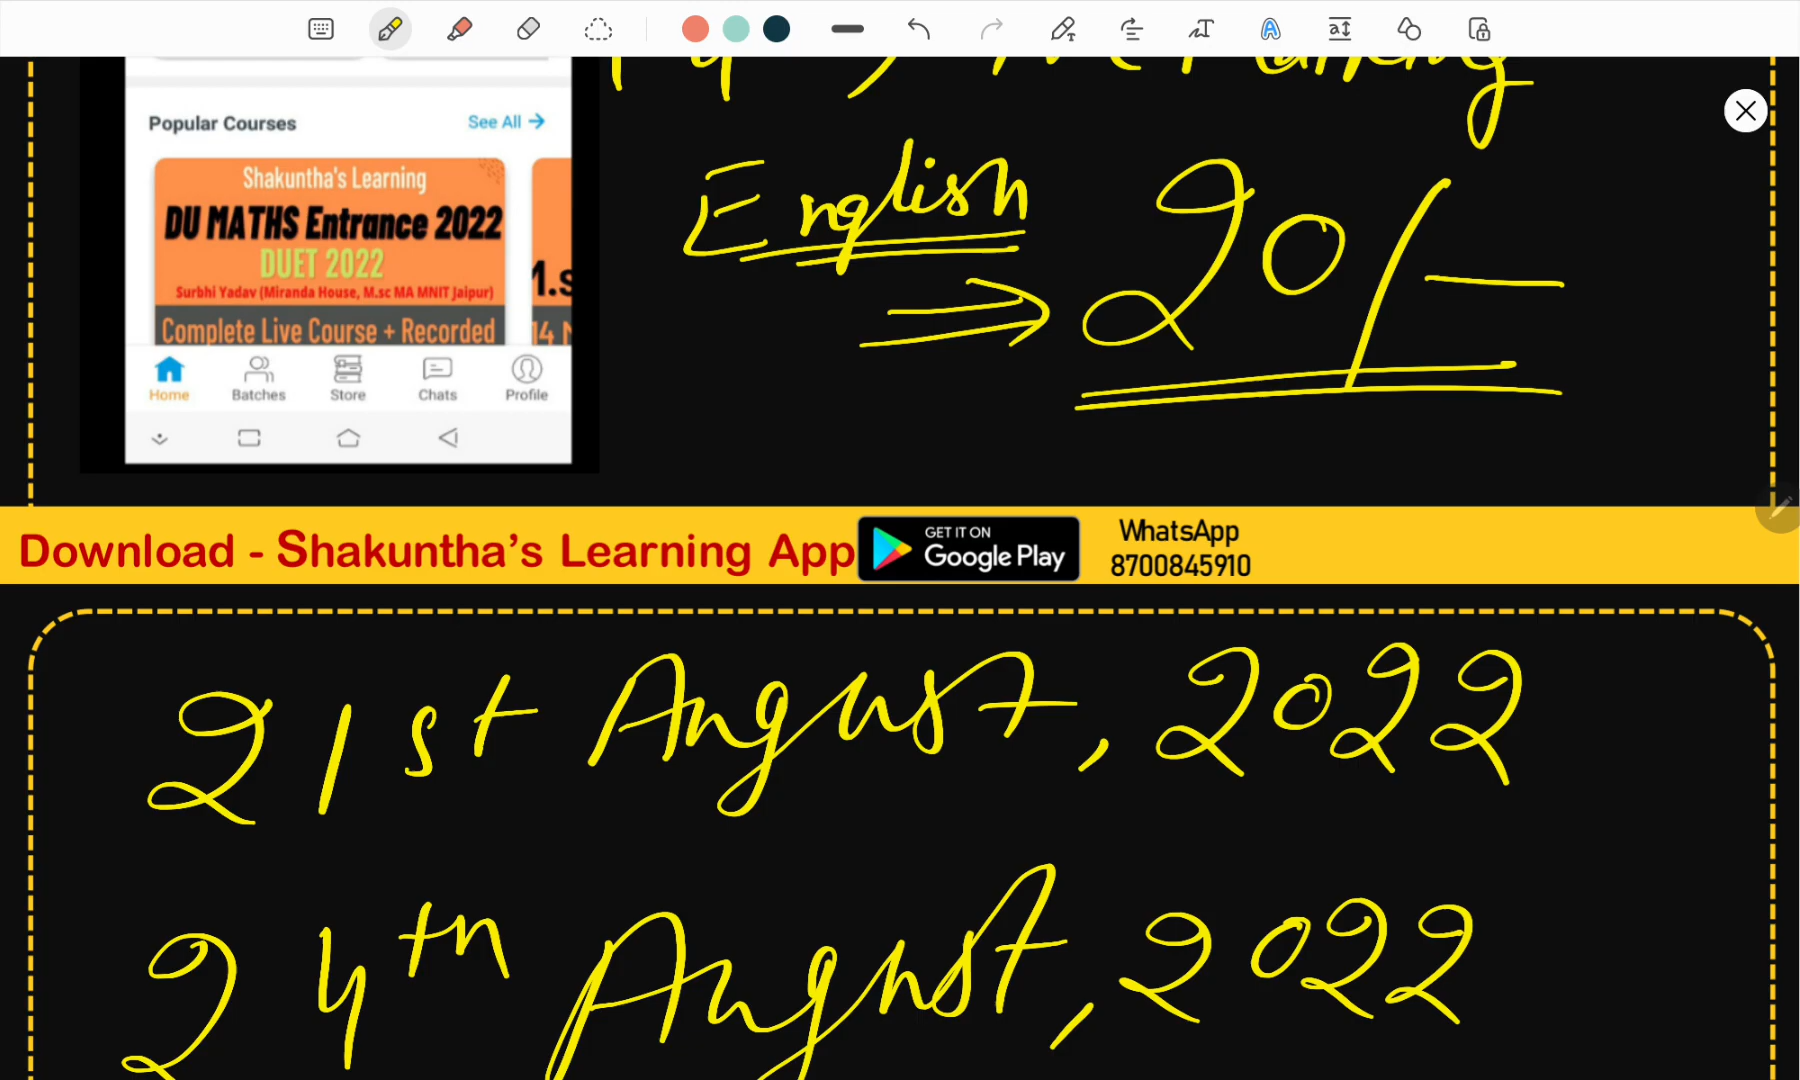 Popular Courses
See All →
Shakuntha's Learning
DU MATHS Entrance 2022
DUET 2022
Surbhi Yadav (Miranda House, M.sc MA MNIT Jaipur)
Complete Live Course + Recorded
Home Batches Store Chats Profile
English
⇒ 20/-
Download - Shakuntha’s Learning App
GET IT ON
Google Play
WhatsApp
8700845910
21st August, 2022
24th August, 2022